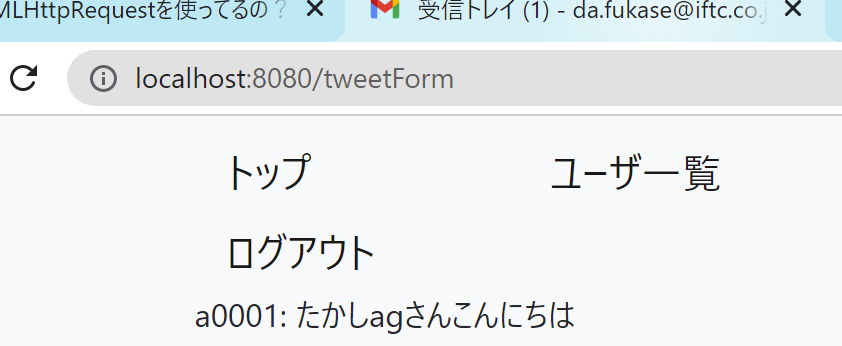 MLHttpRequestを使ってるの？ 受信トレイ (1) - da.fukase@iftc.co.j
localhost:8080/tweetForm
トップ ユーザ一覧
ログアウト
a0001: たかしagさんこんにちは